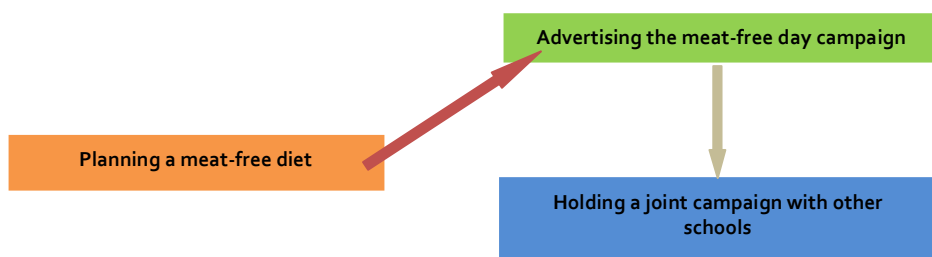 Advertising the meat-free day campaign
Planning a meat-free diet
Holding a joint campaign with other
schools